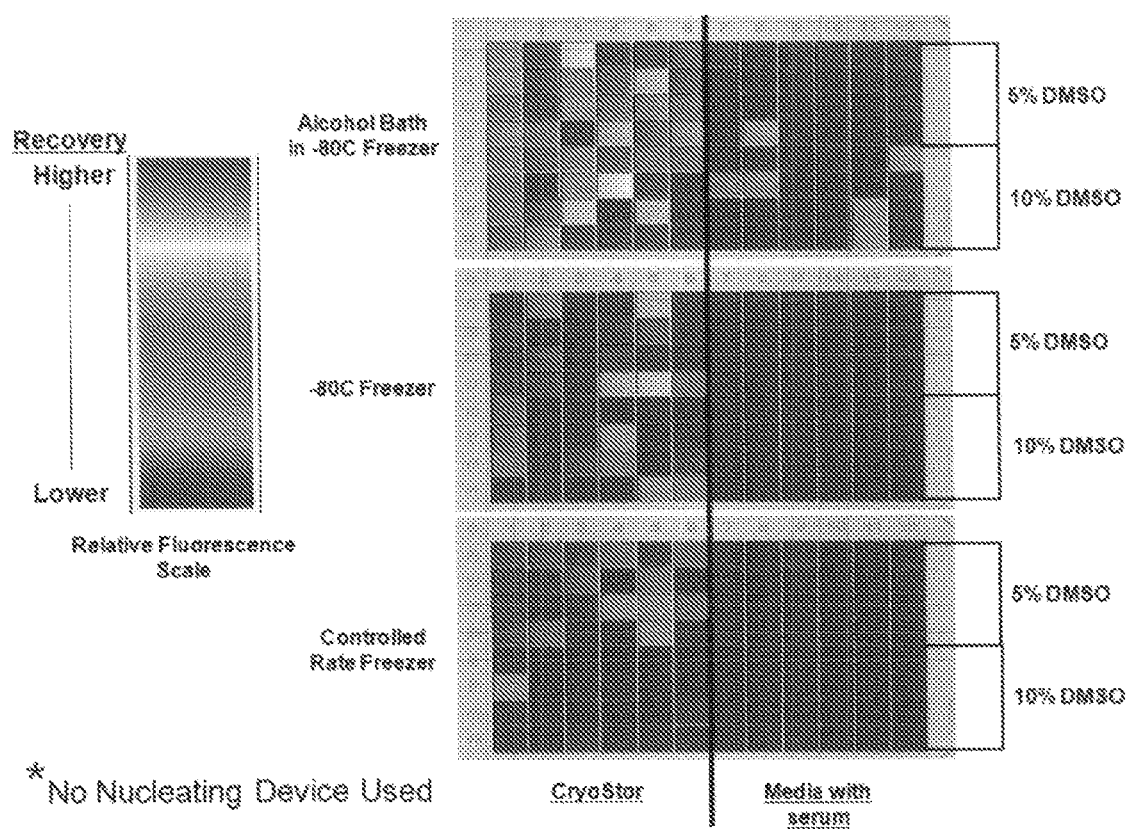 Recovery
Higher
Lower
Relative Fluorescence
Scale
Alcohol Bath
in -80C Freezer
5% DMSO
10% DMSO
-80C Freezer
5% DMSO
10% DMSO
Controlled
Rate Freezer
5% DMSO
10% DMSO
*No Nucleating Device Used
CryoStor
Media with
serum